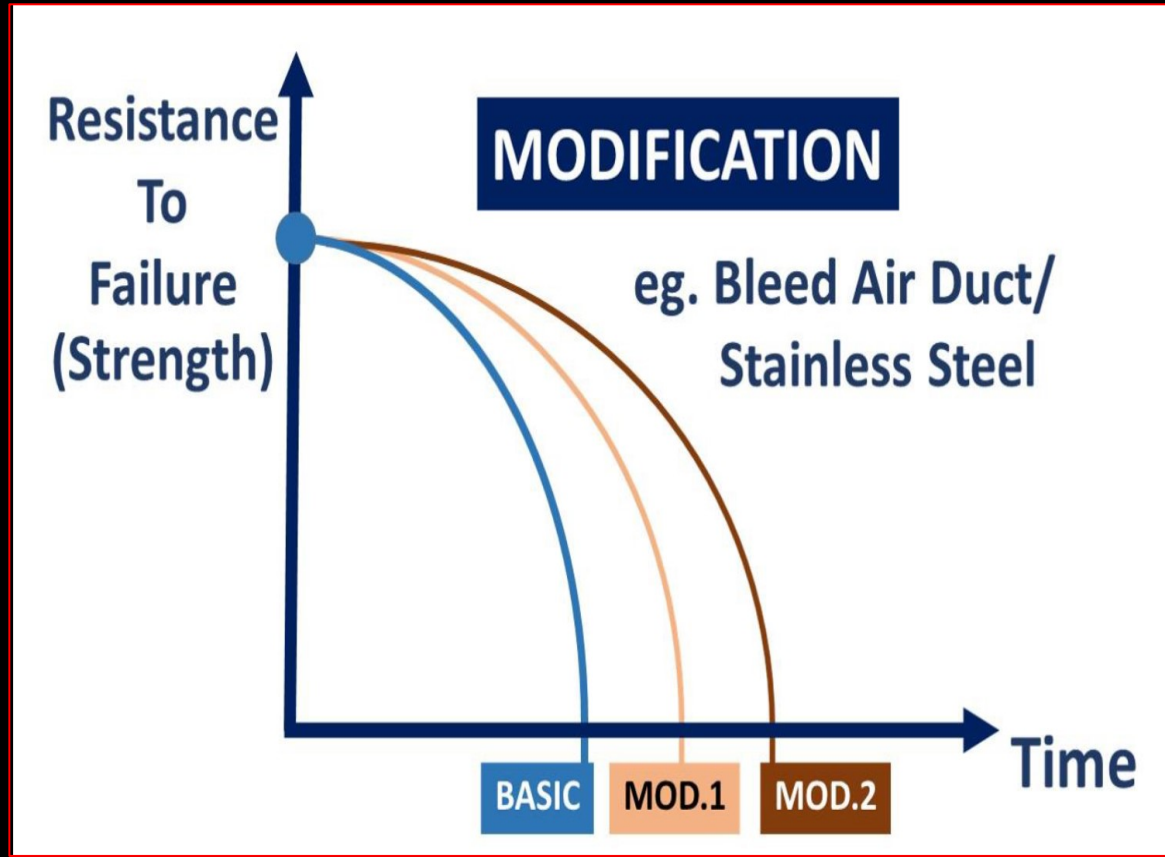 Resistance
To
Failure
(Strength)
MODIFICATION
eg. Bleed Air Duct/
Stainless Steel
Time
BASIC
MOD.1
MOD.2